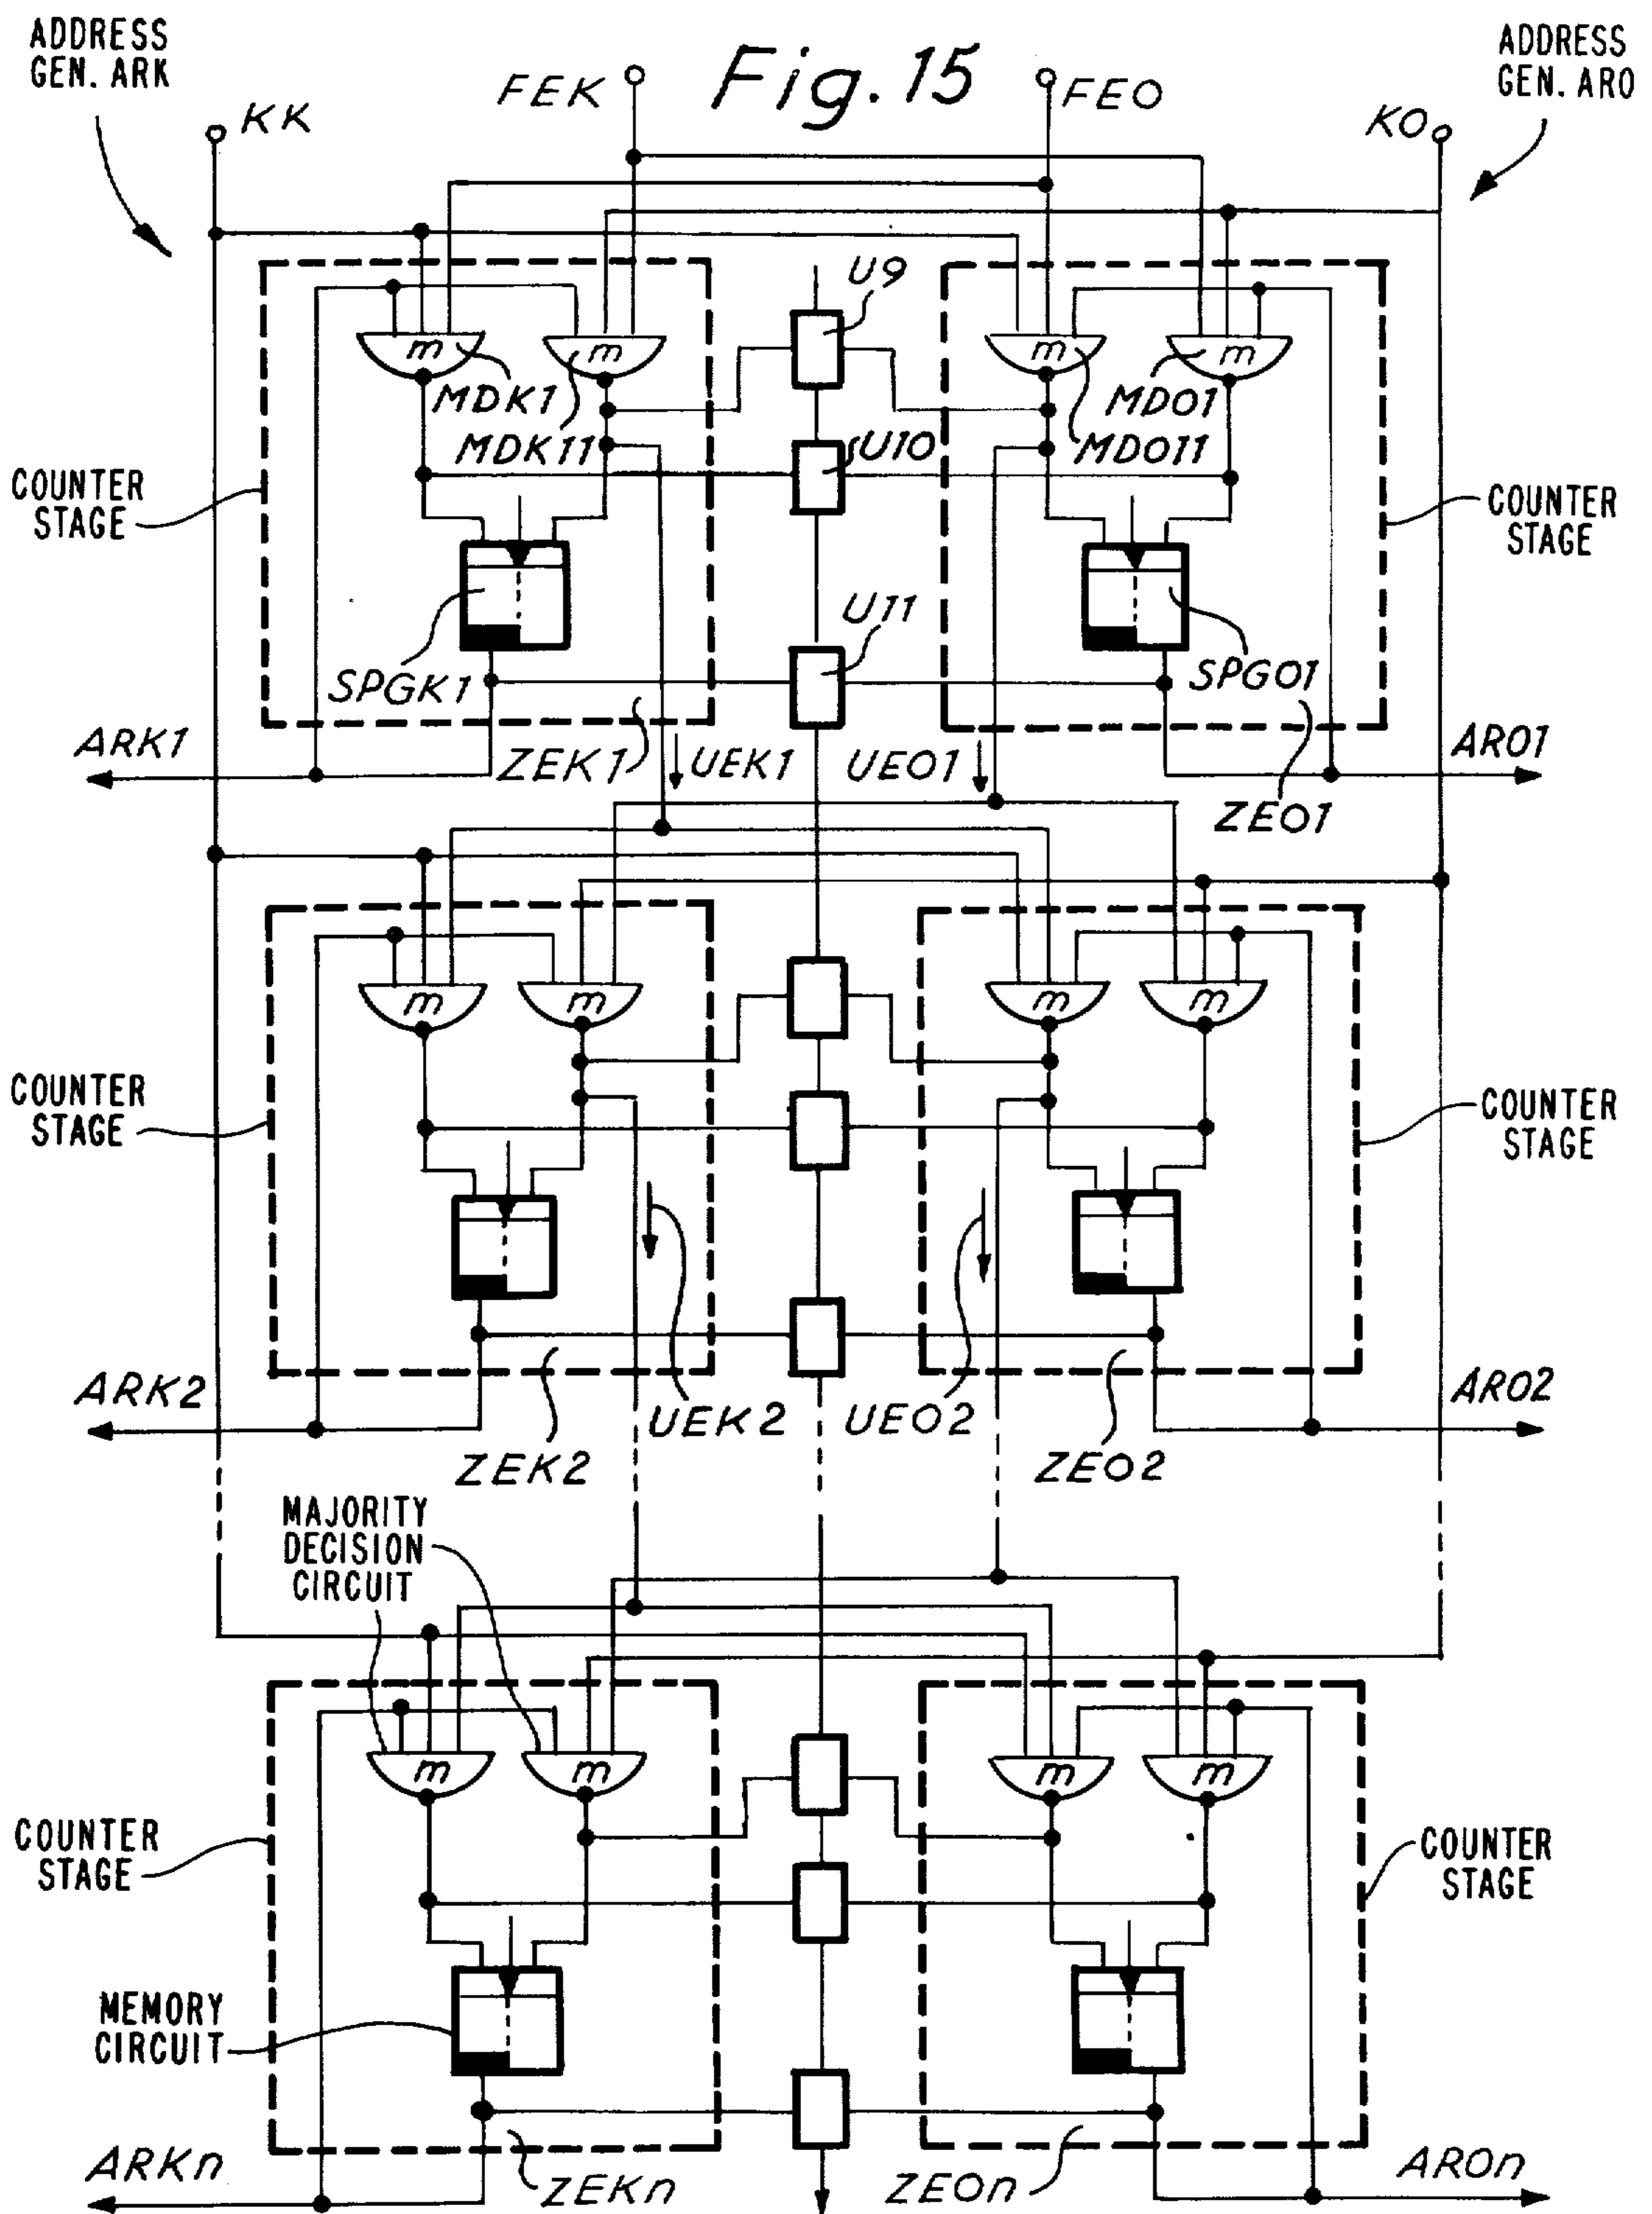 ADDRESS
GEN. ARK
FEK
Fig. 15
FEO
ADDRESS
GEN. ARO
KK
KO
U9
m
m
m
m
MDK1
MDO1
MDK11
U10
MDO11
COUNTER
STAGE
COUNTER
STAGE
U11
SPGK1
SPGO1
ARK1
ZEK1
UEK1
UEO1
ARO1
ZEO1
m
m
m
m
COUNTER
STAGE
COUNTER
STAGE
ARK2
UEK2
UEO2
ARO2
ZEK2
ZEO2
MAJORITY
DECISION
CIRCUIT
m
m
m
m
COUNTER
STAGE
COUNTER
STAGE
MEMORY
CIRCUIT
ARKn
ZEKn
ZEOn
AROn